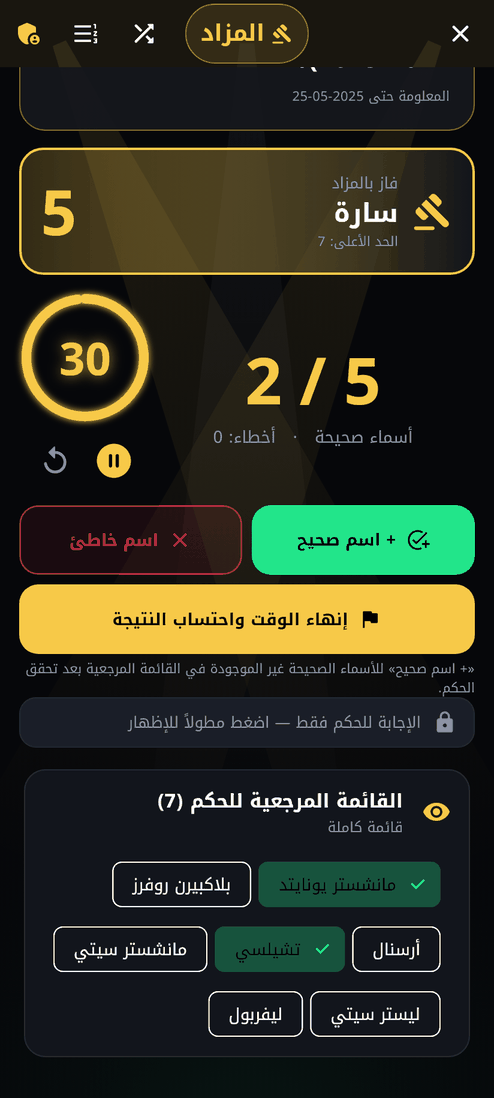 المزاد
المعلومة حتى 2025-05-25
فاز بالمزاد
سارة
الحد الأعلى: 7
5
30
2 / 5
أسماء صحيحة · أخطاء: 0
+ اسم صحيح
اسم خاطئ
إنهاء الوقت واحتساب النتيجة
«+ اسم صحيح» للأسماء الصحيحة غير الموجودة في القائمة المرجعية بعد تحقق
الحكم.
الإجابة للحكم فقط — اضغط مطولاً للإظهار
القائمة المرجعية للحكم (7)
قائمة كاملة
مانشستر يونايتد
بلاكبيرن روفرز
أرسنال
تشيلسي
مانشستر سيتي
ليستر سيتي
ليفربول